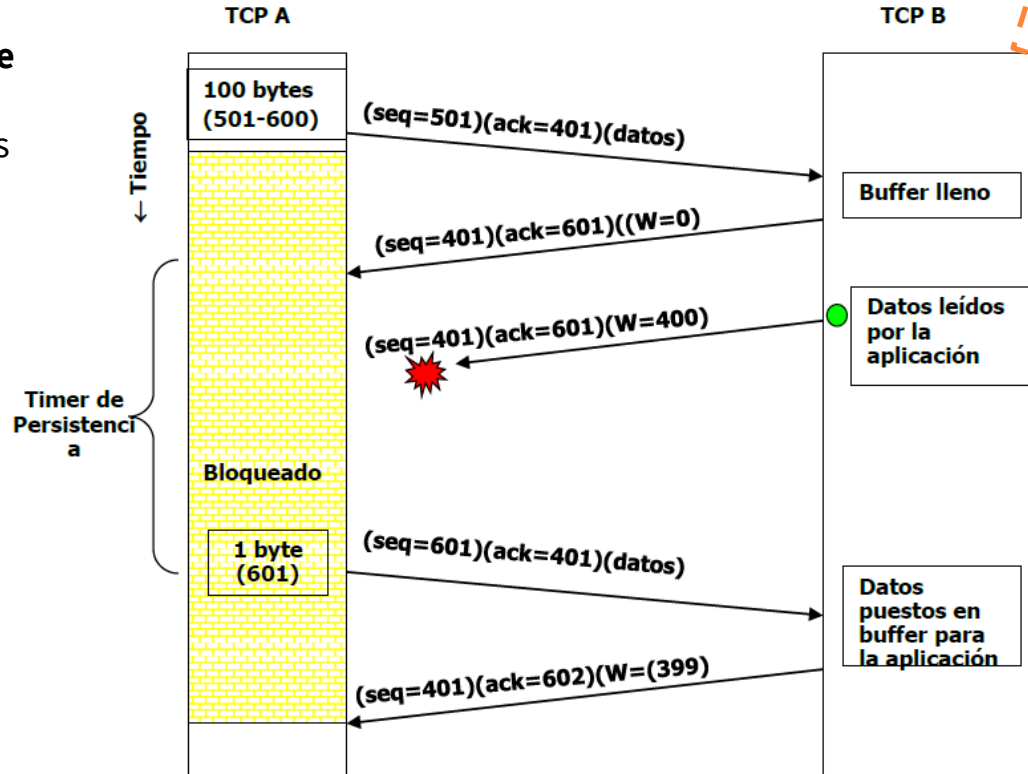 TCP A
TCP B
e
s
← Tiempo
100 bytes
(501-600)
(seq=501)(ack=401)(datos)
Buffer lleno
(seq=401)(ack=601)((W=0)
Datos leídos
por la
aplicación
(seq=401)(ack=601)(W=400)
Timer de
Persistenci
a
Bloqueado
1 byte
(601)
(seq=601)(ack=401)(datos)
Datos
puestos en
buffer para
la aplicación
(seq=401)(ack=602)(W=(399)